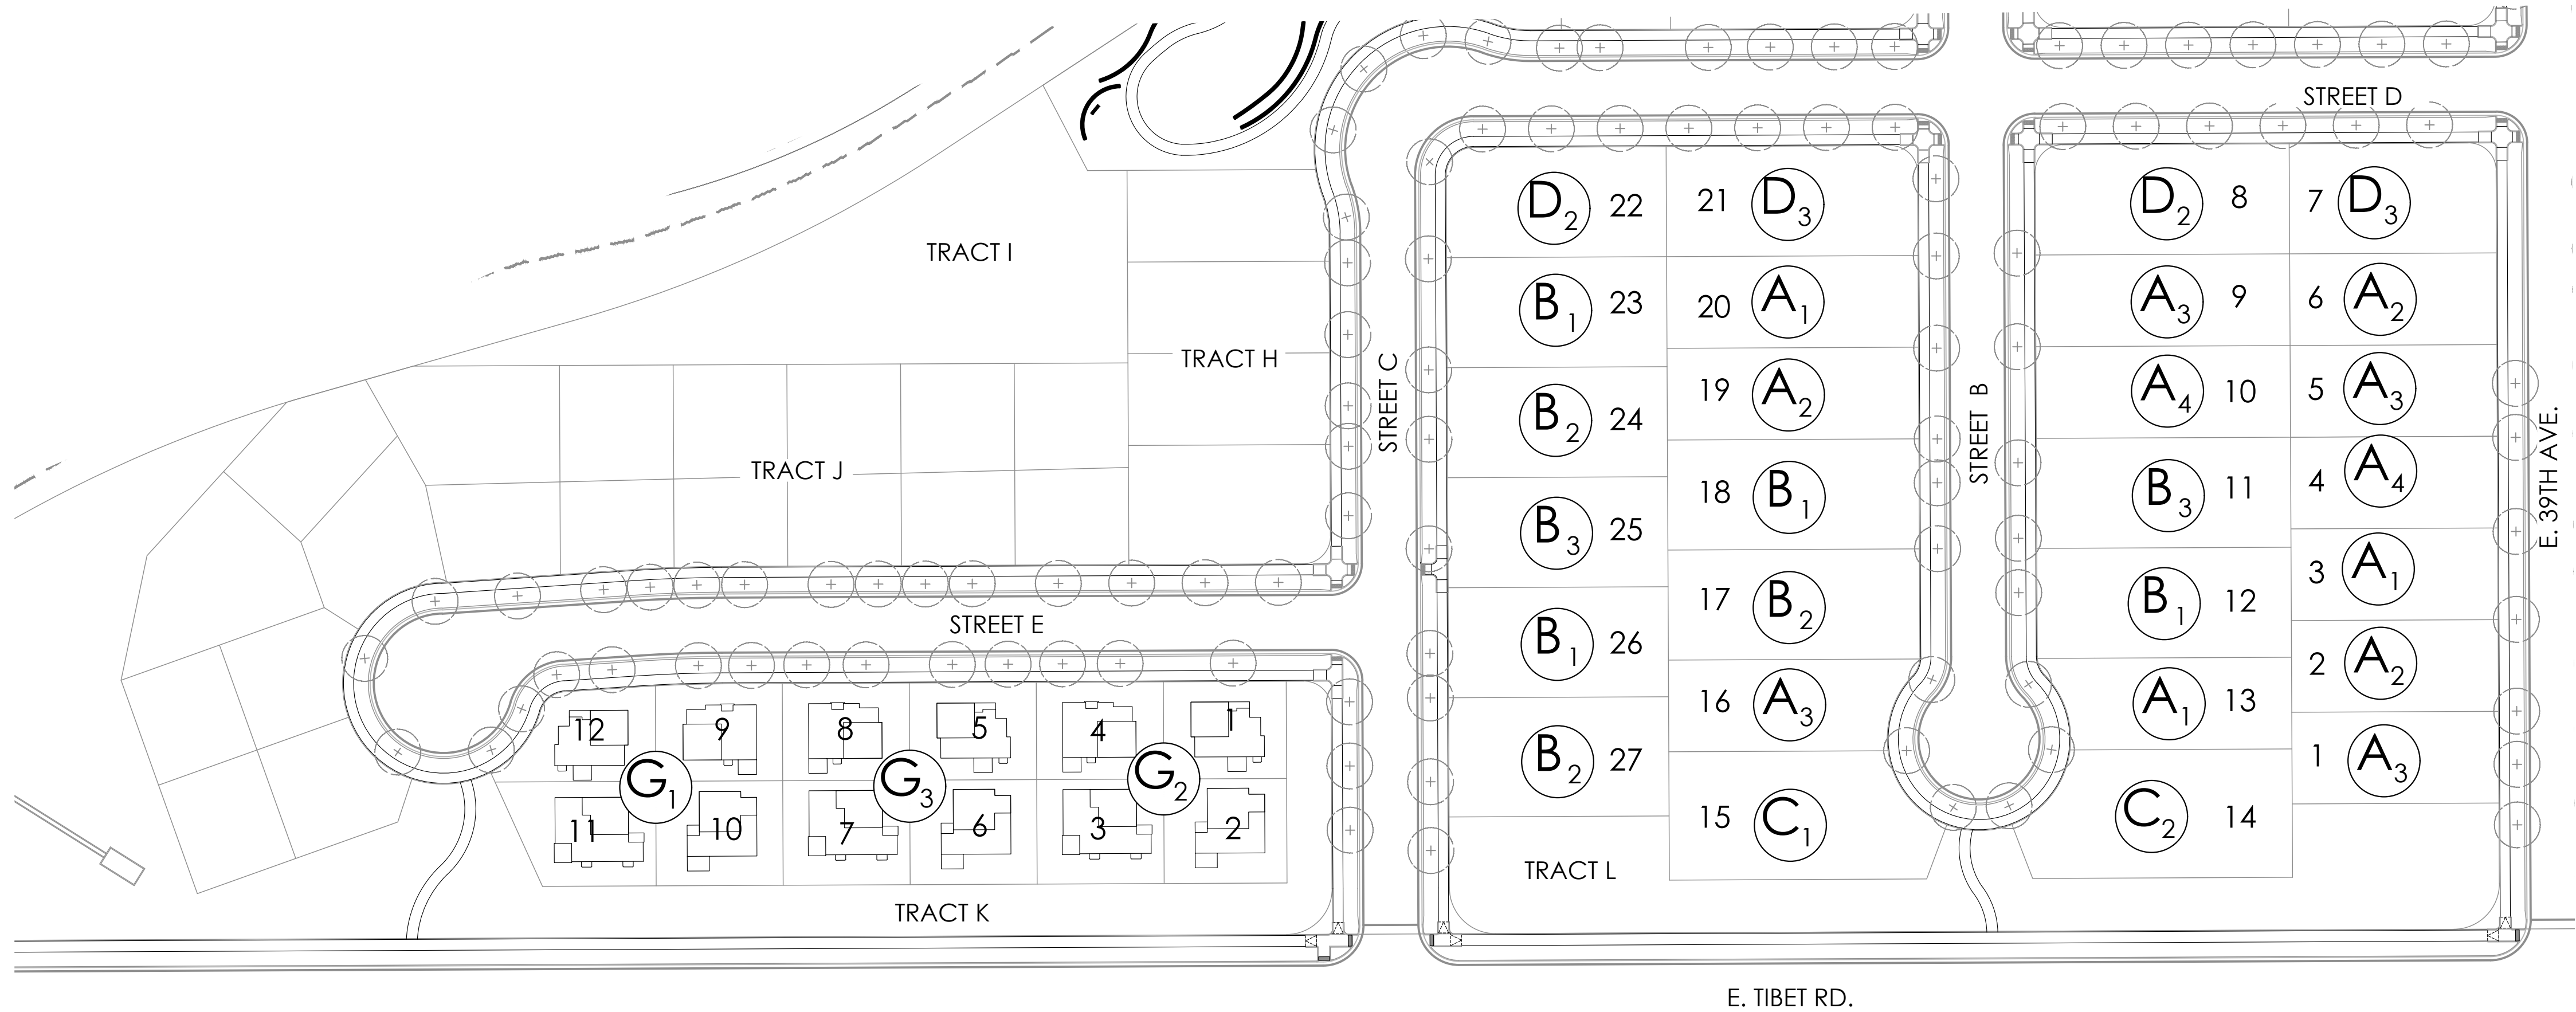 STREET D
D2 22 21 D3
D2 8 7 D3
TRACT I
B1 23 20 A1
A3 9 6 A2
TRACT H
STREET C
B2 24 19 A2
STREET B
A4 10 5 A3
E. 39TH AVE.
TRACT J
B3 25 18 B1
B3 11 4 A4
3 A1
STREET E
B1 26 17 B2
B1 12
2 A2
16 A3
A1 13
1 A3
12 9 8 5 4 1
G1 G3 G2
B2 27
11 10 7 6 3 2
15 C1
C2 14
TRACT L
TRACT K
E. TIBET RD.